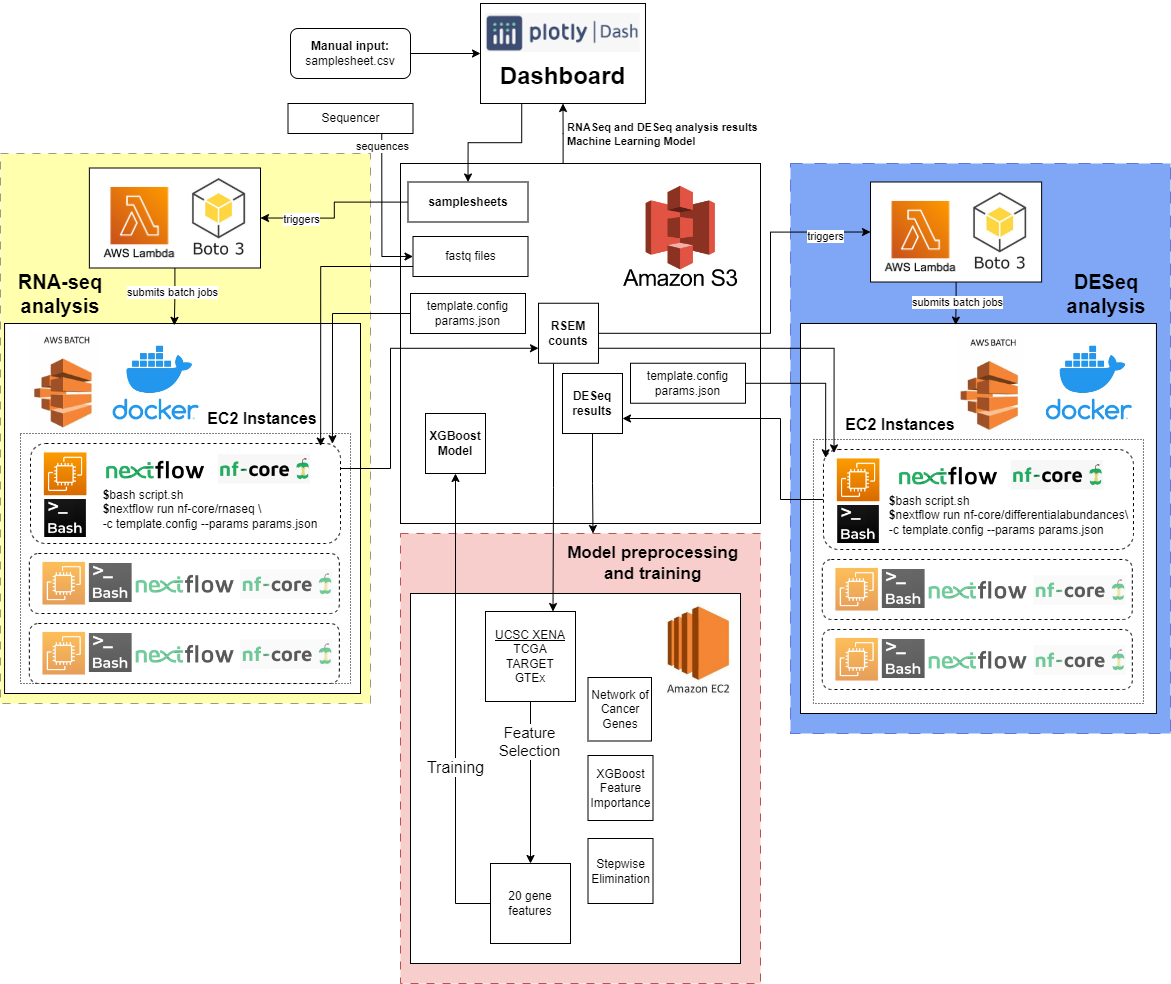 Manual input:
samplesheet.csv
plotly | Dash
Dashboard
Sequencer
sequences
RNASeq and DESeq analysis results
Machine Learning Model
AWS Lambda
Boto 3
triggers
samplesheets
fastq files
template.config
params.json
Amazon S3
RSEM
counts
triggers
AWS Lambda
Boto 3
RNA-seq
analysis
submits batch jobs
DESeq
analysis
submits batch jobs
AWS BATCH
docker
EC2 Instances
nextflow
nf-core
$bash script.sh
$nextflow run nf-core/rnaseq \
-c template.config --params params.json
>_
Bash
>_
Bash
nextflow
nf-core
>_
Bash
nextflow
nf-core
XGBoost
Model
DESeq
results
template.config
params.json
AWS BATCH
docker
EC2 Instances
nextflow
nf-core
$bash script.sh
$nextflow run nf-core/differentialabundances\
-c template.config --params params.json
>_
Bash
>_
Bash
nextflow
nf-core
>_
Bash
nextflow
nf-core
Model preprocessing
and training
UCSC XENA
TCGA
TARGET
GTEx
Amazon EC2
Network of
Cancer
Genes
Feature
Selection
Training
XGBoost
Feature
Importance
Stepwise
Elimination
20 gene
features